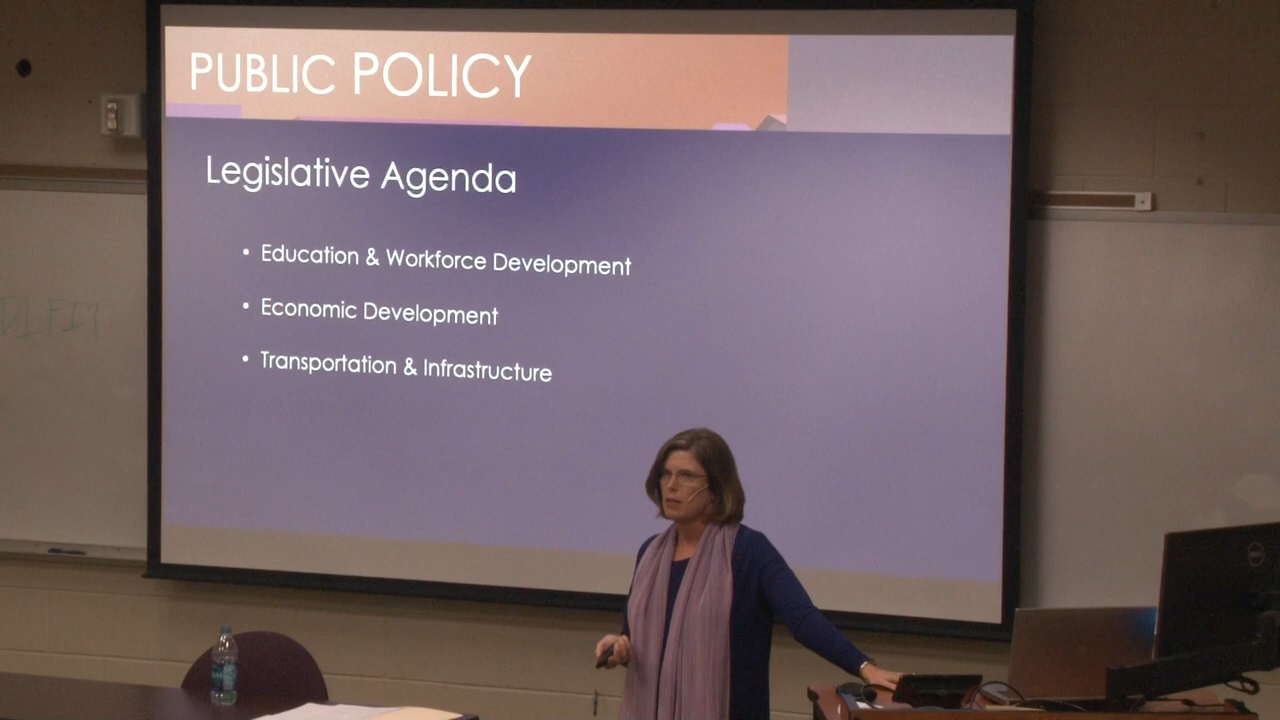 PUBLIC POLICY
Legislative Agenda
• Education & Workforce Development
• Economic Development
• Transportation & Infrastructure